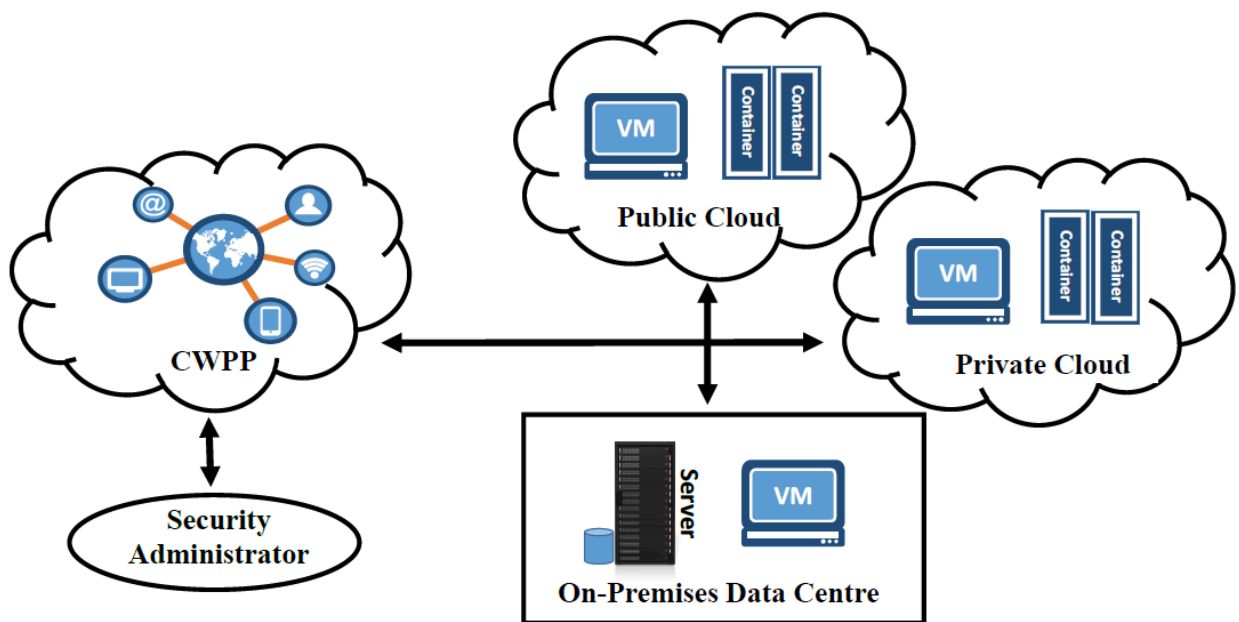 VM
Container
Container
Public Cloud
@
CWPP
VM
Container
Container
Private Cloud
Security
Administrator
Server
VM
On-Premises Data Centre